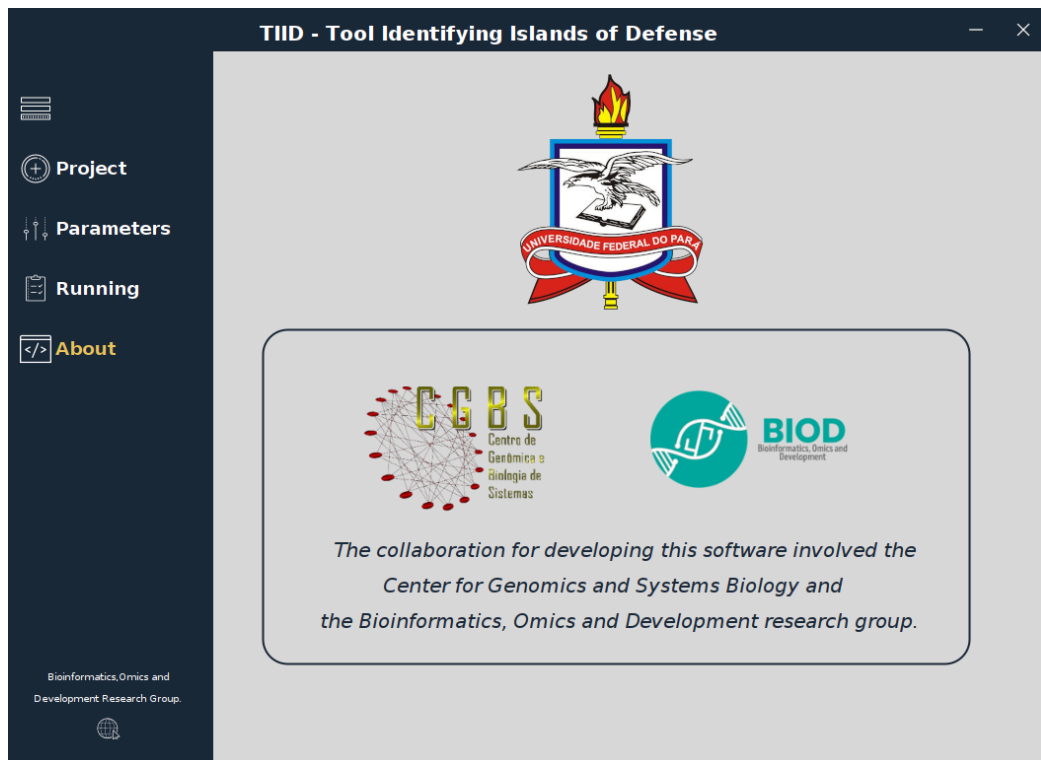 TIID - Tool Identifying Islands of Defense
Project
Parameters
Running
About
UNIVERSIDADE FEDERAL DO PARÁ
CGBS
Centro de
Genômica e
Biologia de
Sistemas
BIOD
Bioinformatics, Omics and
Development
The collaboration for developing this software involved the
Center for Genomics and Systems Biology and
the Bioinformatics, Omics and Development research group.
Bioinformatics,Omics and
Development Research Group.